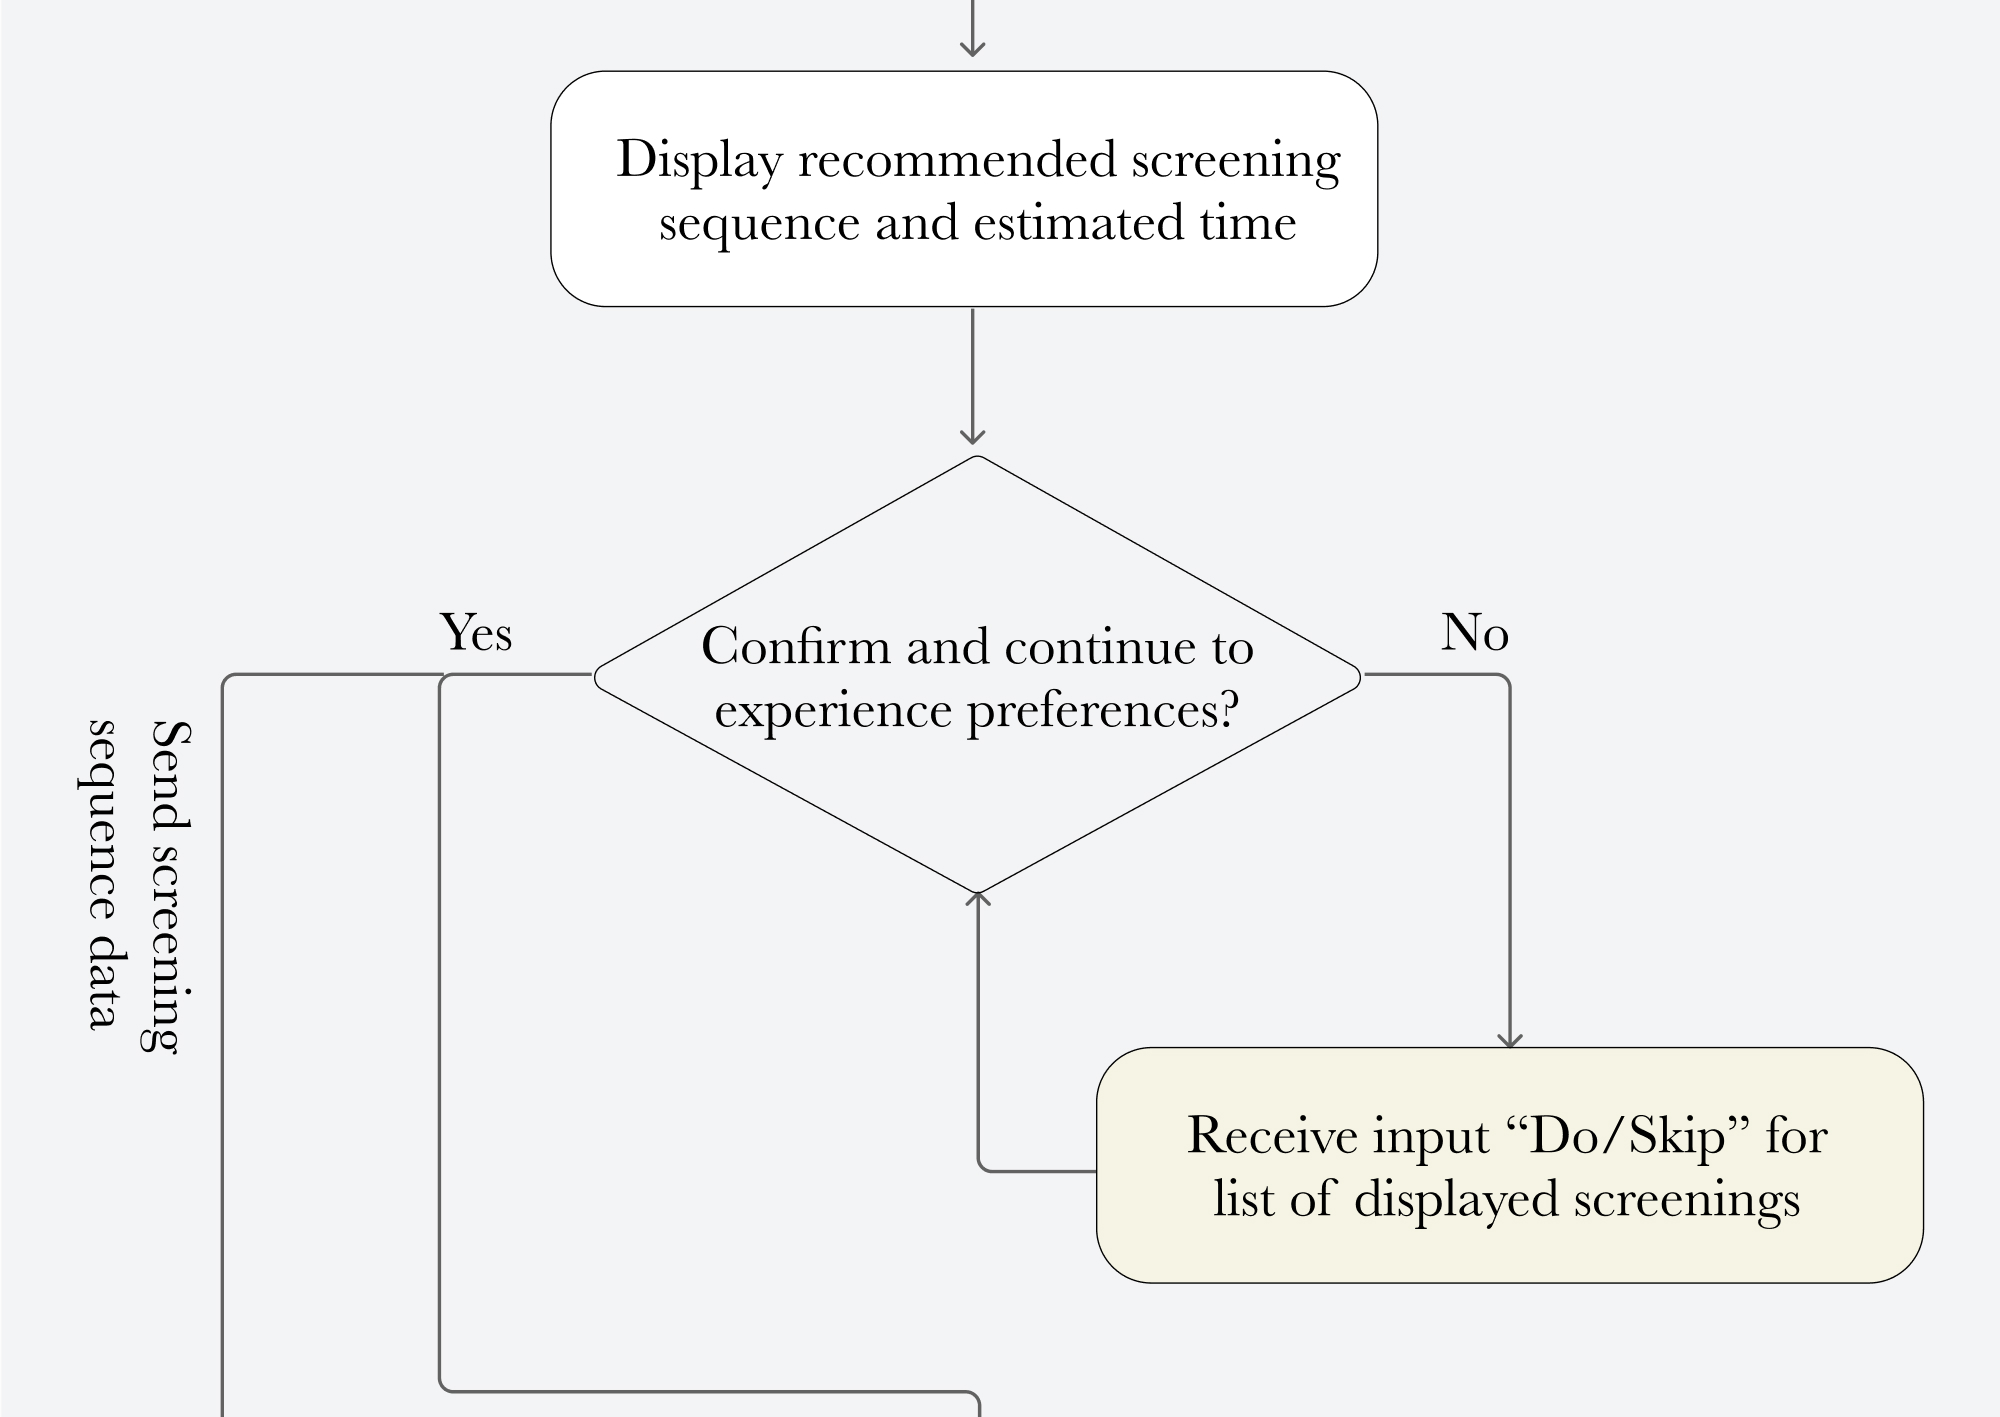 Display recommended screening
sequence and estimated time
Yes
Confirm and continue to
experience preferences?
No
Send screening
sequence data
Receive input “Do/Skip” for
list of displayed screenings